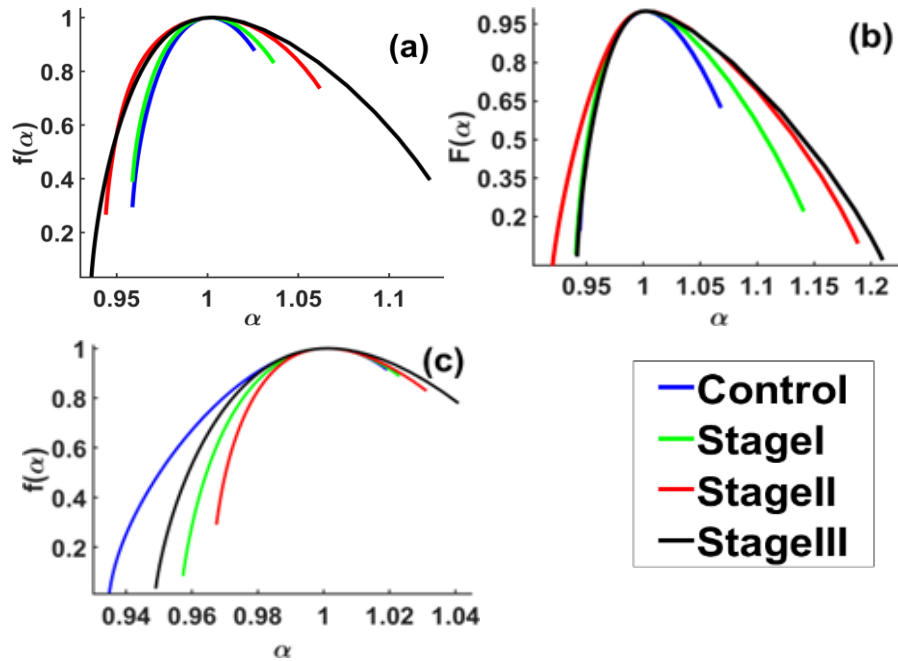 (a)
f(α)
1
0.8
0.6
0.4
0.2
0.95
1
1.05
1.1
α
(b)
F(α)
0.95
0.8
0.65
0.5
0.35
0.2
0.95
1
1.05
1.1
1.15
1.2
α
(c)
f(α)
1
0.8
0.6
0.4
0.2
0.94
0.96
0.98
1
1.02
1.04
α
Control
StageI
StageII
StageIII